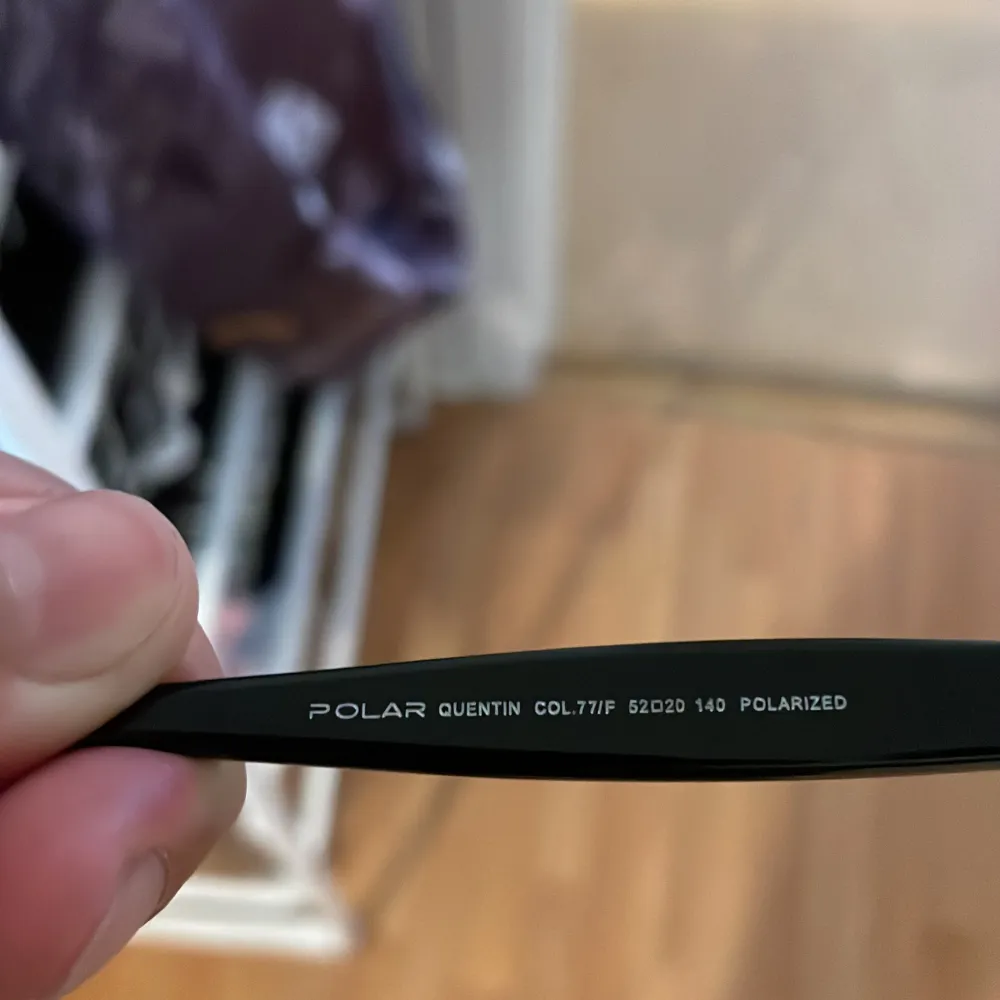 POLAR QUENTIN COL.77/F 52□20 140 POLARIZED